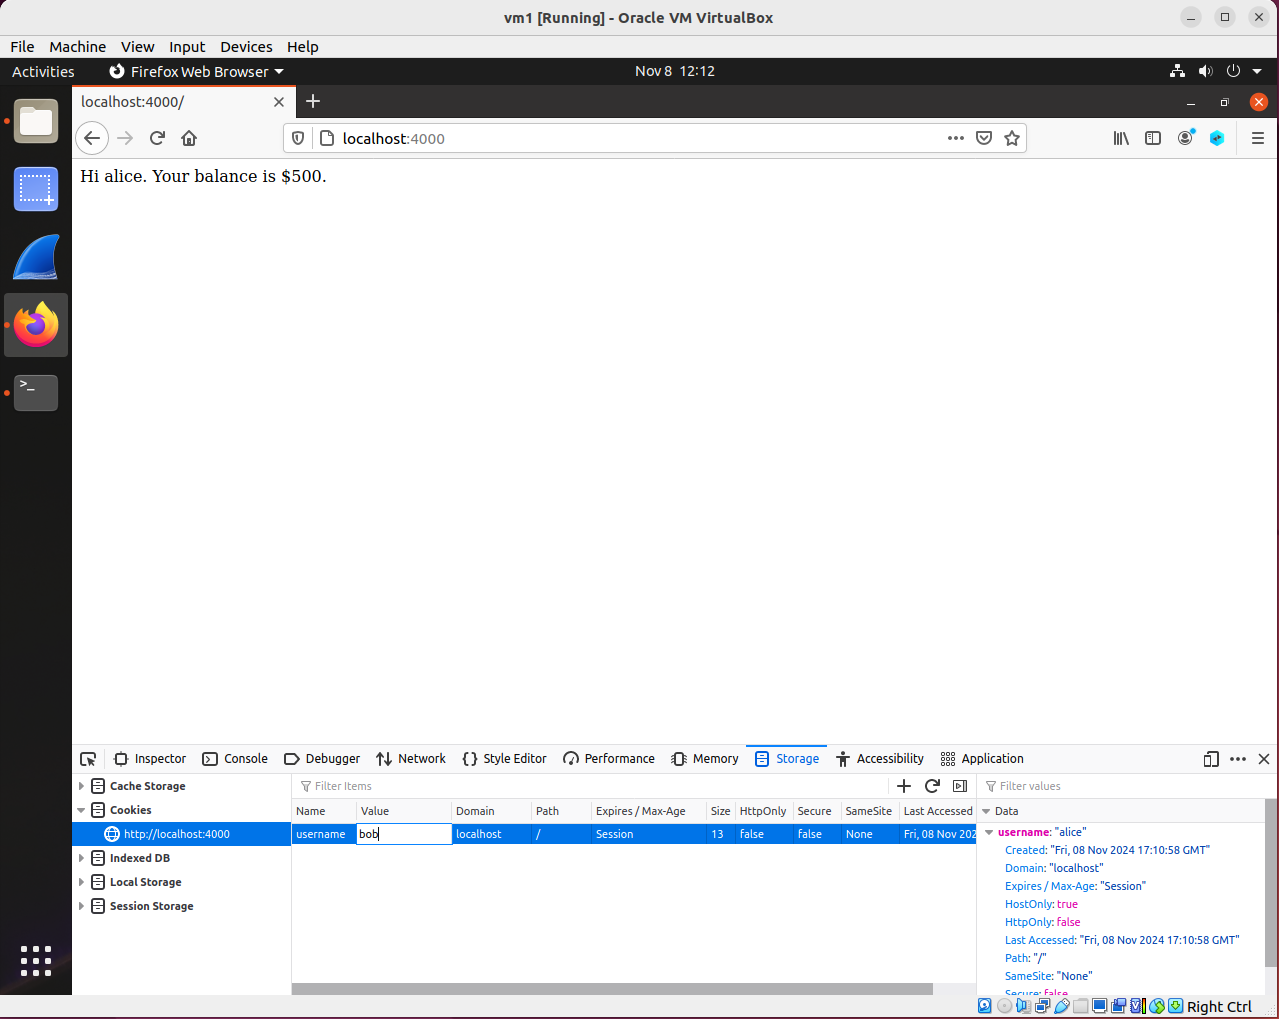 vm1 [Running] - Oracle VM VirtualBox
File Machine View Input Devices Help
Activities Firefox Web Browser Nov 8 12:12
localhost:4000/
localhost:4000
Hi alice. Your balance is $500.
Inspector Console Debugger Network Style Editor Performance Memory Storage Accessibility Application
Cache Storage
Cookies
http://localhost:4000
Indexed DB
Local Storage
Session Storage
Filter Items
Name Value Domain Path Expires / Max-Age Size HttpOnly Secure SameSite Last Accessed
username bob localhost / Session 13 false false None Fri, 08 Nov 202
Filter values
Data
username: "alice"
Created: "Fri, 08 Nov 2024 17:10:58 GMT"
Domain: "localhost"
Expires / Max-Age: "Session"
HostOnly: true
HttpOnly: false
Last Accessed: "Fri, 08 Nov 2024 17:10:58 GMT"
Path: "/"
SameSite: "None"
Secure: false
Right Ctrl